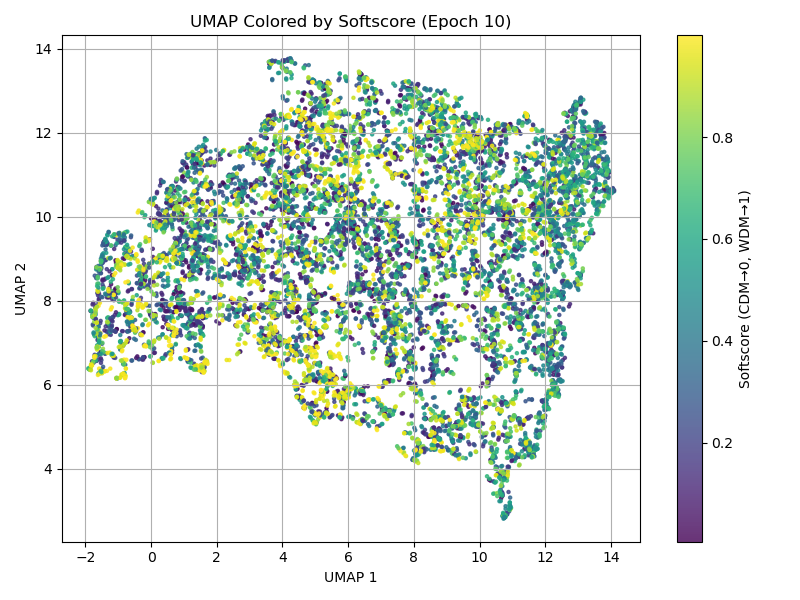 UMAP Colored by Softscore (Epoch 10)
14
12
10
8
6
4
UMAP 2
−2 0 2 4 6 8 10 12 14
UMAP 1
0.8
0.6
0.4
0.2
Softscore (CDM→0, WDM→1)